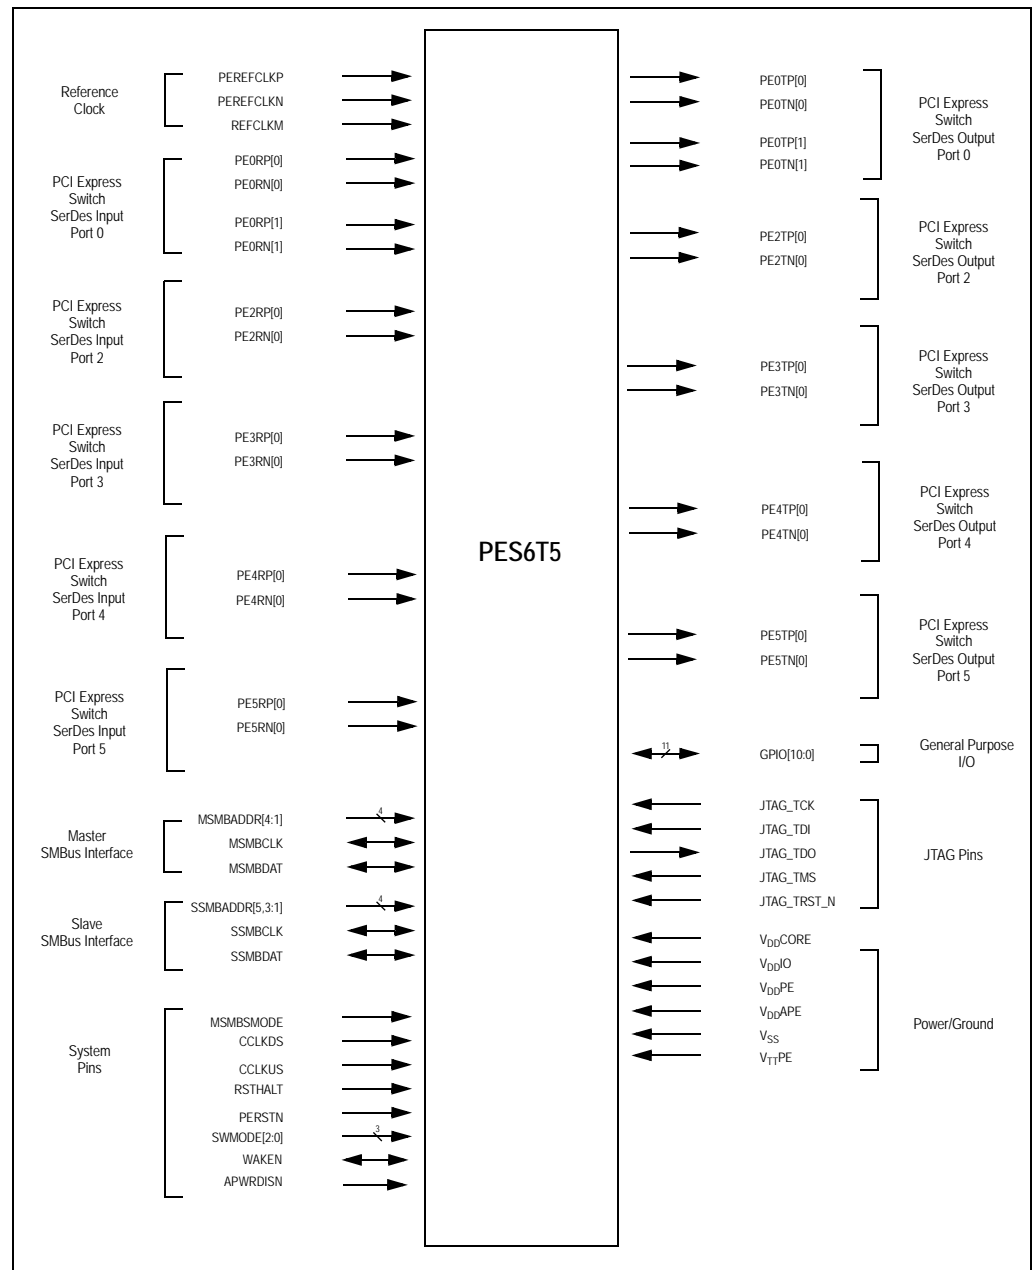 Reference
Clock
PEREFCLKP
PEREFCLKN
REFCLKM
PCI Express
Switch
SerDes Input
Port 0
PE0RP[0]
PE0RN[0]
PE0RP[1]
PE0RN[1]
PCI Express
Switch
SerDes Input
Port 2
PE2RP[0]
PE2RN[0]
PCI Express
Switch
SerDes Input
Port 3
PE3RP[0]
PE3RN[0]
PCI Express
Switch
SerDes Input
Port 4
PE4RP[0]
PE4RN[0]
PCI Express
Switch
SerDes Input
Port 5
PE5RP[0]
PE5RN[0]
Master
SMBus Interface
MSMBADDR[4:1]
4
MSMBCLK
MSMBDAT
Slave
SMBus Interface
SSMBADDR[5,3:1]
4
SSMBCLK
SSMBDAT
System
Pins
MSMBSMODE
CCLKDS
CCLKUS
RSTHALT
PERSTN
SWMODE[2:0]
3
WAKEN
APWRDISN
PES6T5
PE0TP[0]
PE0TN[0]
PE0TP[1]
PE0TN[1]
PCI Express
Switch
SerDes Output
Port 0
PE2TP[0]
PE2TN[0]
PCI Express
Switch
SerDes Output
Port 2
PE3TP[0]
PE3TN[0]
PCI Express
Switch
SerDes Output
Port 3
PE4TP[0]
PE4TN[0]
PCI Express
Switch
SerDes Output
Port 4
PE5TP[0]
PE5TN[0]
PCI Express
Switch
SerDes Output
Port 5
11
GPIO[10:0]
General Purpose
I/O
JTAG_TCK
JTAG_TDI
JTAG_TDO
JTAG_TMS
JTAG_TRST_N
JTAG Pins
VDDCORE
VDDIO
VDDPE
VDDAPE
VSS
VTTPE
Power/Ground